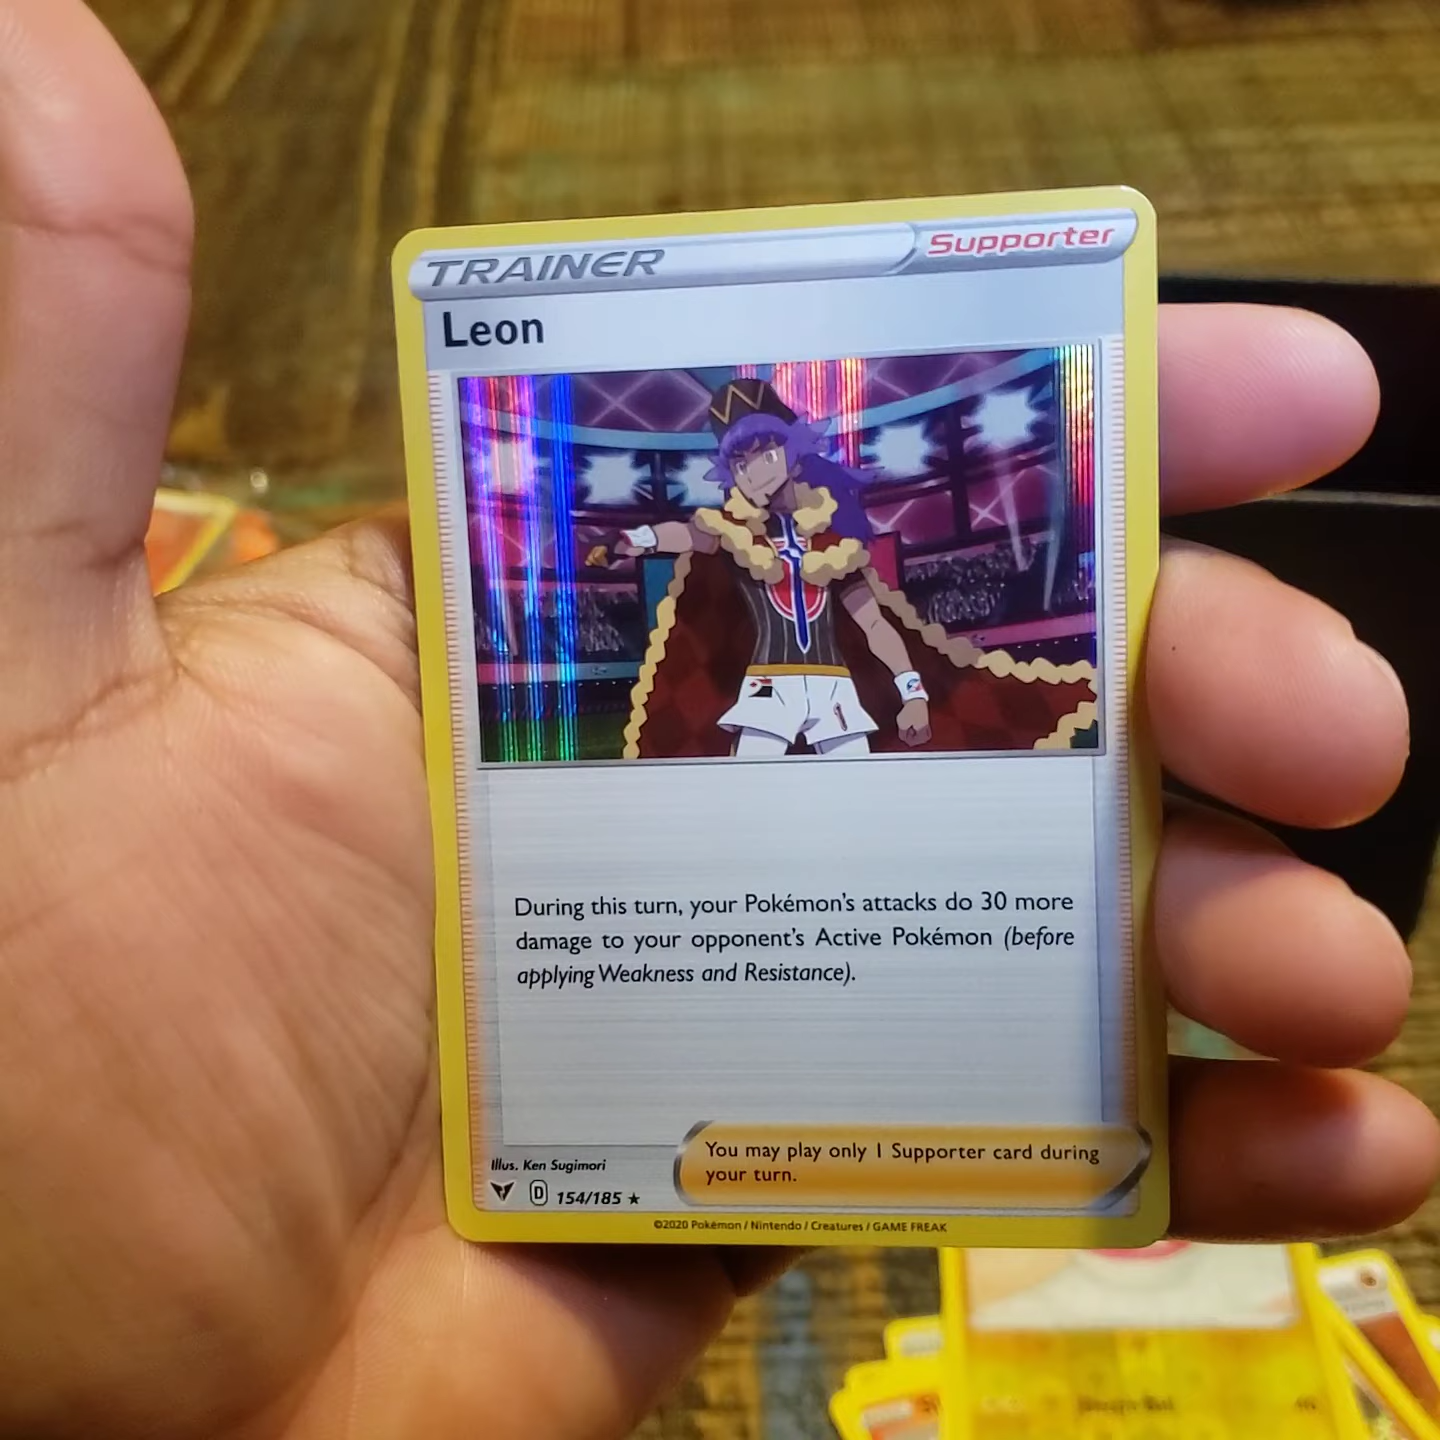 TRAINER Supporter
Leon
During this turn, your Pokémon's attacks do 30 more
damage to your opponent's Active Pokémon (before
applying Weakness and Resistance).
You may play only 1 Supporter card during
your turn.
Illus. Ken Sugimori
D 154/185 ★
©2020 Pokémon / Nintendo / Creatures / GAME FREAK